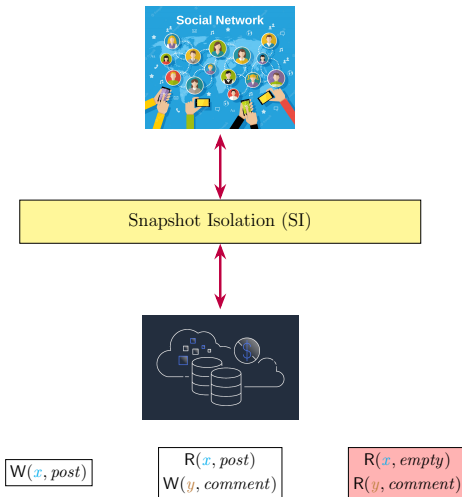 Social Network
Snapshot Isolation (SI)
$
W(x, post)
R(x, post)
W(y, comment)
R(x, empty)
R(y, comment)